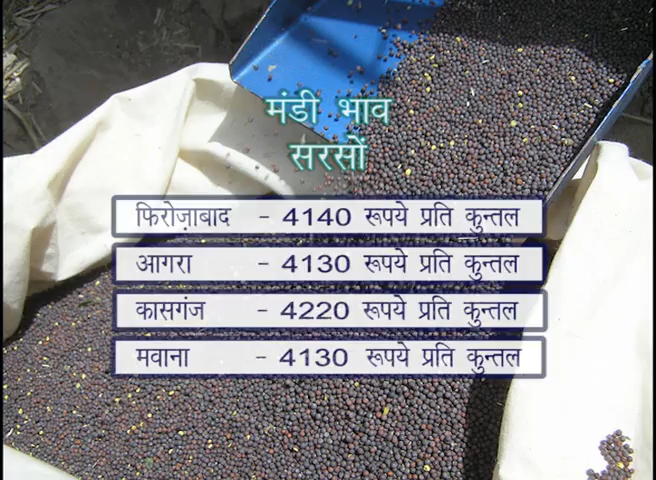 मंडी भाव
सरसों
फिरोज़ाबाद - 4140 रूपये प्रति कुन्तल
आगरा - 4130 रूपये प्रति कुन्तल
कासगंज - 4220 रूपये प्रति कुन्तल
मवाना - 4130 रूपये प्रति कुन्तल